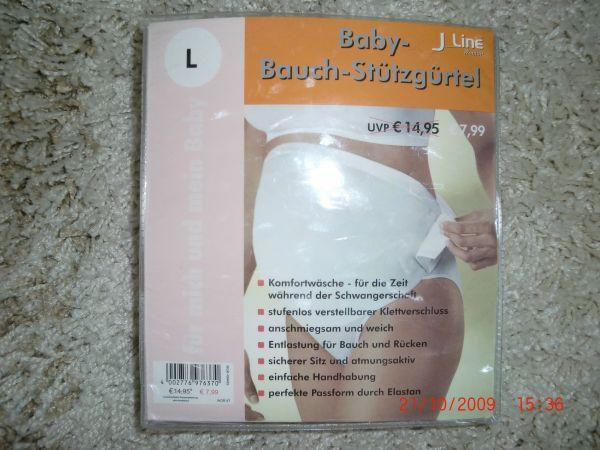 L
Baby-
Bauch-Stützgürtel
J Line
UVP € 14,95 € 7,99
mich und mein Baby
Komfortwäsche - für die Zeit
während der Schwangerschaft
stufenlos verstellbarer Klettverschluss
anschmiegsam und weich
Entlastung für Bauch und Rücken
sicherer Sitz und atmungsaktiv
einfache Handhabung
perfekte Passform durch Elastan
4 002776 976370
€ 14,95* € 7,99
21/10/2009 15:36